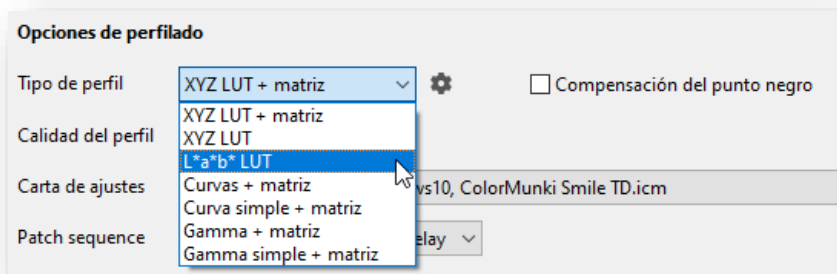 Opciones de perfilado
Tipo de perfil XYZ LUT + matriz Compensación del punto negro
XYZ LUT + matriz
Calidad del perfil XYZ LUT
L*a*b* LUT
Carta de ajustes Curvas + matriz ws10, ColorMunki Smile TD.icm
Curva simple + matriz
Patch sequence Gamma + matriz elay
Gamma simple + matriz